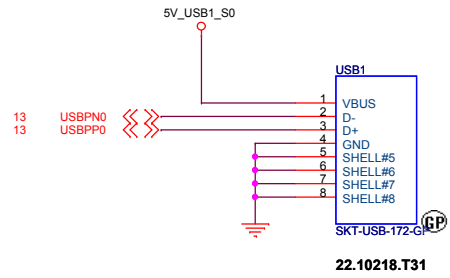 5V_USB1_S0
USB1
1 VBUS
13 USBPN0 2 D-
13 USBPP0 3 D+
4 GND
5 SHELL#5
6 SHELL#6
7 SHELL#7
8 SHELL#8
SKT-USB-172-GP
GP
22.10218.T31